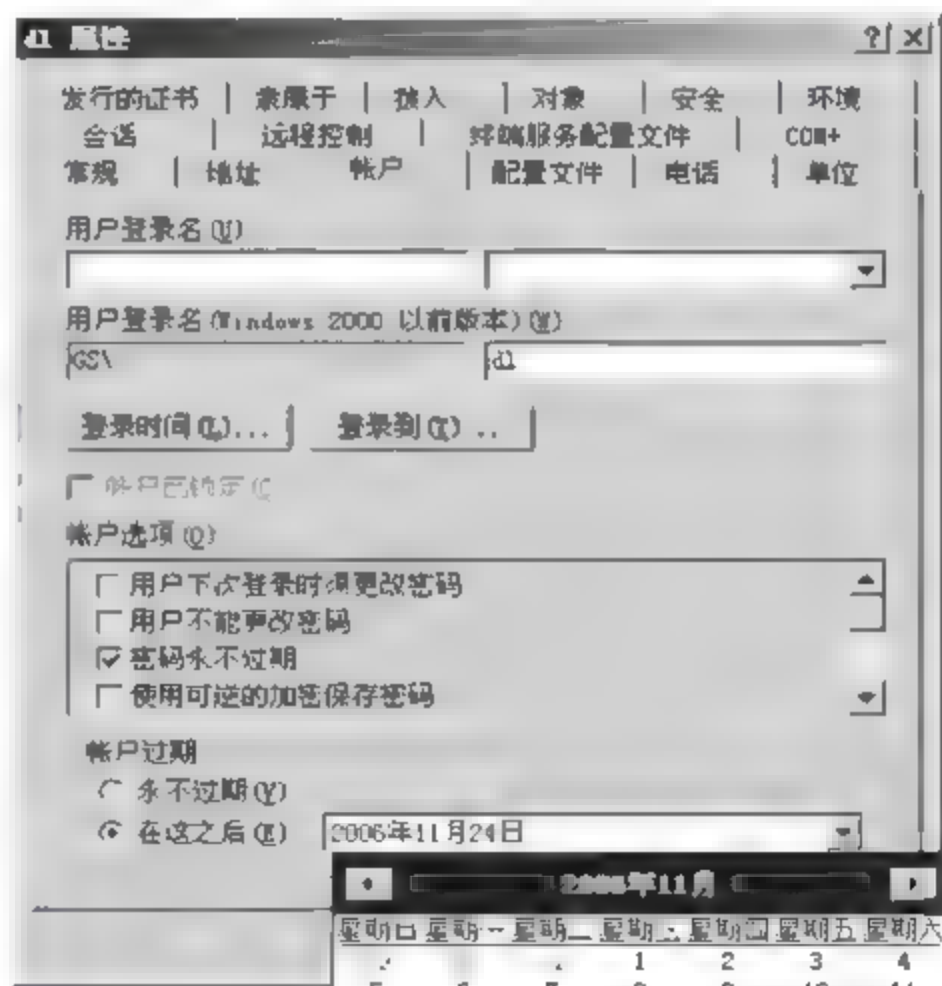 d1 属性
发行的证书 隶属于 拨入 对象 安全 环境
会话 远程控制 终端服务配置文件 COM+
常规 地址 帐户 配置文件 电话 单位
用户登录名(U)
用户登录名(Windows 2000 以前版本)(W)
GS\ d1
登录时间(L)... 登录到(T) ..
帐户已锁定(C
帐户选项(O)
用户下次登录时须更改密码
用户不能更改密码
密码永不过期
使用可逆的加密保存密码
帐户过期
永不过期(V)
在这之后(E) 2006年11月24日
2006年11月
星期日 星期一 星期二 星期三 星期四 星期五 星期六
1 2 3 4